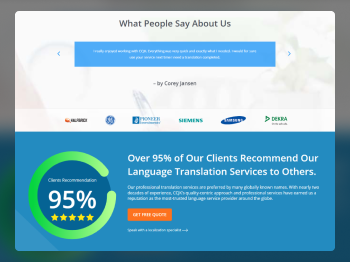 What People Say About Us
I really enjoyed working with CQK. Everything was very quick and exactly what I needed. I would for sure
use your service next time I need a translation completed.
- by Corey Jansen
HALLIBURTON
GE
PIONEER
SIEMENS
SAMSUNG
DEKRA
Clients Recommendation
95%
Over 95% of Our Clients Recommend Our
Language Translation Services to Others.
Our professional translation services are preferred by many globally known names. With nearly two
decades of experience, CQK's quality-centric approach and professional services have earned us a
reputation as the most trusted language service provider around the globe.
GET FREE QUOTE
Speak with a localization specialist